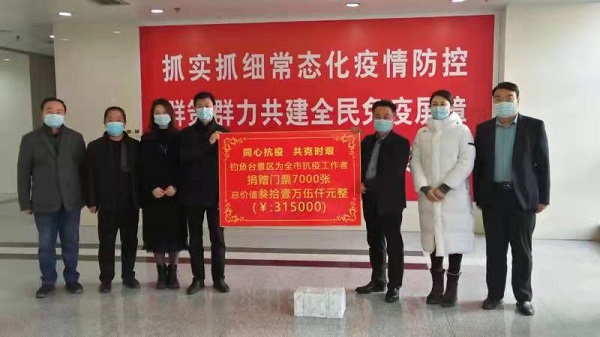 抓实抓细常态化疫情防控
群策群力共建全民免疫屏障
同心抗疫 共克时艰
钓鱼台景区为全市抗疫工作者
捐赠门票7000张
总价值叁拾壹万伍仟元整
(¥:315000)